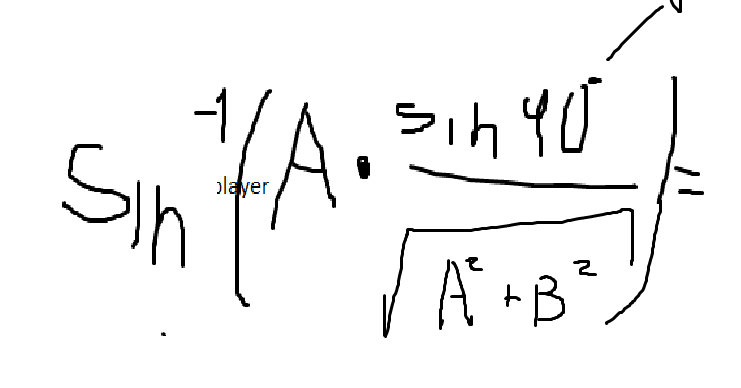 sin⁻¹(A · sin 40° / √(A² + B²)) =
player